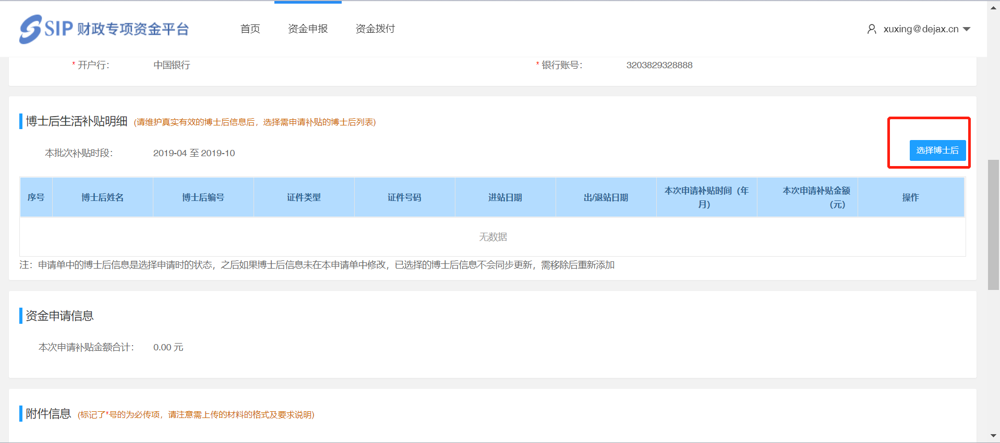 SIP 财政专项资金平台
首页 资金申报 资金拨付 xuxing@dejax.cn
* 开户行： 中国银行 * 银行账号： 3203829328888
博士后生活补贴明细 (请维护真实有效的博士后信息后，选择需申请补贴的博士后列表)
本批次补贴时段： 2019-04 至 2019-10 选择博士后
序号 博士后姓名 博士后编号 证件类型 证件号码 进站日期 出/退站日期 本次申请补贴时间（年 本次申请补贴金额 操作
月） （元）
无数据
注：申请单中的博士后信息是选择申请时的状态，之后如果博士后信息未在本申请单中修改，已选择的博士后信息不会同步更新，需移除后重新添加
资金申请信息
本次申请补贴金额合计： 0.00 元
附件信息 (标记了*号的为必传项，请注意需上传的材料的格式及要求说明)